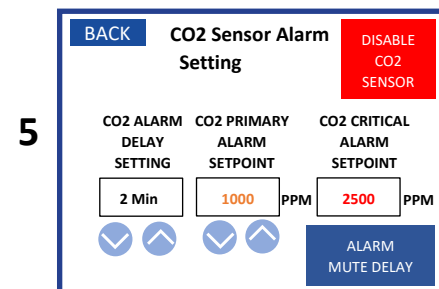 BACK
CO2 Sensor Alarm
Setting
DISABLE
CO2
SENSOR
5
CO2 ALARM
DELAY
SETTING
CO2 PRIMARY
ALARM
SETPOINT
CO2 CRITICAL
ALARM
SETPOINT
2 Min
1000
PPM
2500
PPM
ALARM
MUTE DELAY